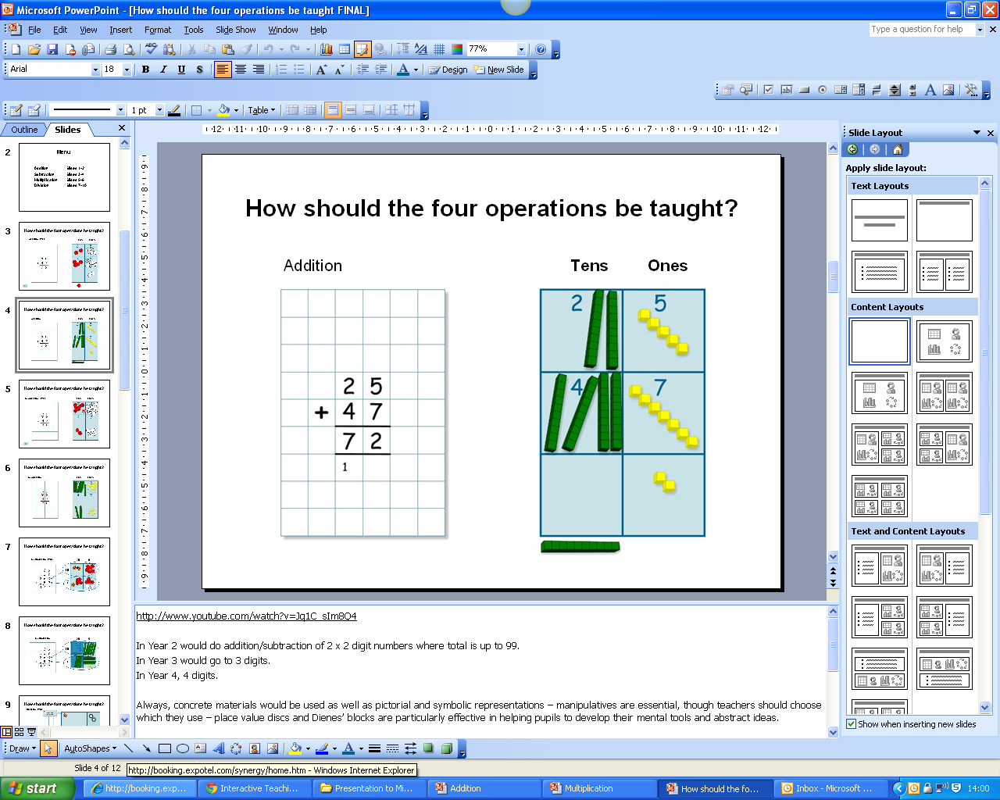 Microsoft PowerPoint - [How should the four operations be taught FINAL]
File Edit View Insert Format Tools Slide Show Window Help
Type a question for help
77%
Arial 18 B I U S Design New Slide
1 pt Table
Outline Slides
2
Menu
3
How should the four operations be taught?
4
How should the four operations be taught?
5
How should the four operations be taught?
6
How should the four operations be taught?
7
How should the four operations be taught?
8
How should the four operations be taught?
9
How should the four operations be taught?
How should the four operations be taught?
Addition
Tens Ones
2 5
4 7
2 5
+ 4 7
7 2
1
http://www.youtube.com/watch?v=Jq1C_sIm8Q4
In Year 2 would do addition/subtraction of 2 x 2 digit numbers where total is up to 99.
In Year 3 would go to 3 digits.
In Year 4, 4 digits.
Always, concrete materials would be used as well as pictorial and symbolic representations – manipulatives are essential, though teachers should choose
which they use – place value discs and Dienes' blocks are particularly effective in helping pupils to develop their mental tools and abstract ideas.
Slide Layout
Apply slide layout:
Text Layouts
Content Layouts
Text and Content Layouts
Show when inserting new slides
Draw AutoShapes
Slide 4 of 12
http://booking.expotel.com/synergy/home.htm - Windows Internet Explorer
start
http://booking.exp...
Interactive Teachi...
Presentation to Mi...
Addition
Multiplication
How should the fo...
Inbox - Microsoft ...
14:00